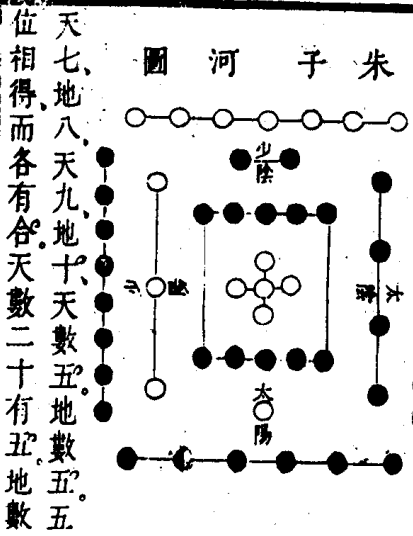 朱子河圖
少陰
太陰
少陽
太陽
天七、地八、天九、地十、天數五。地數五。五
位相得、而各有合。天數二十有五。地數